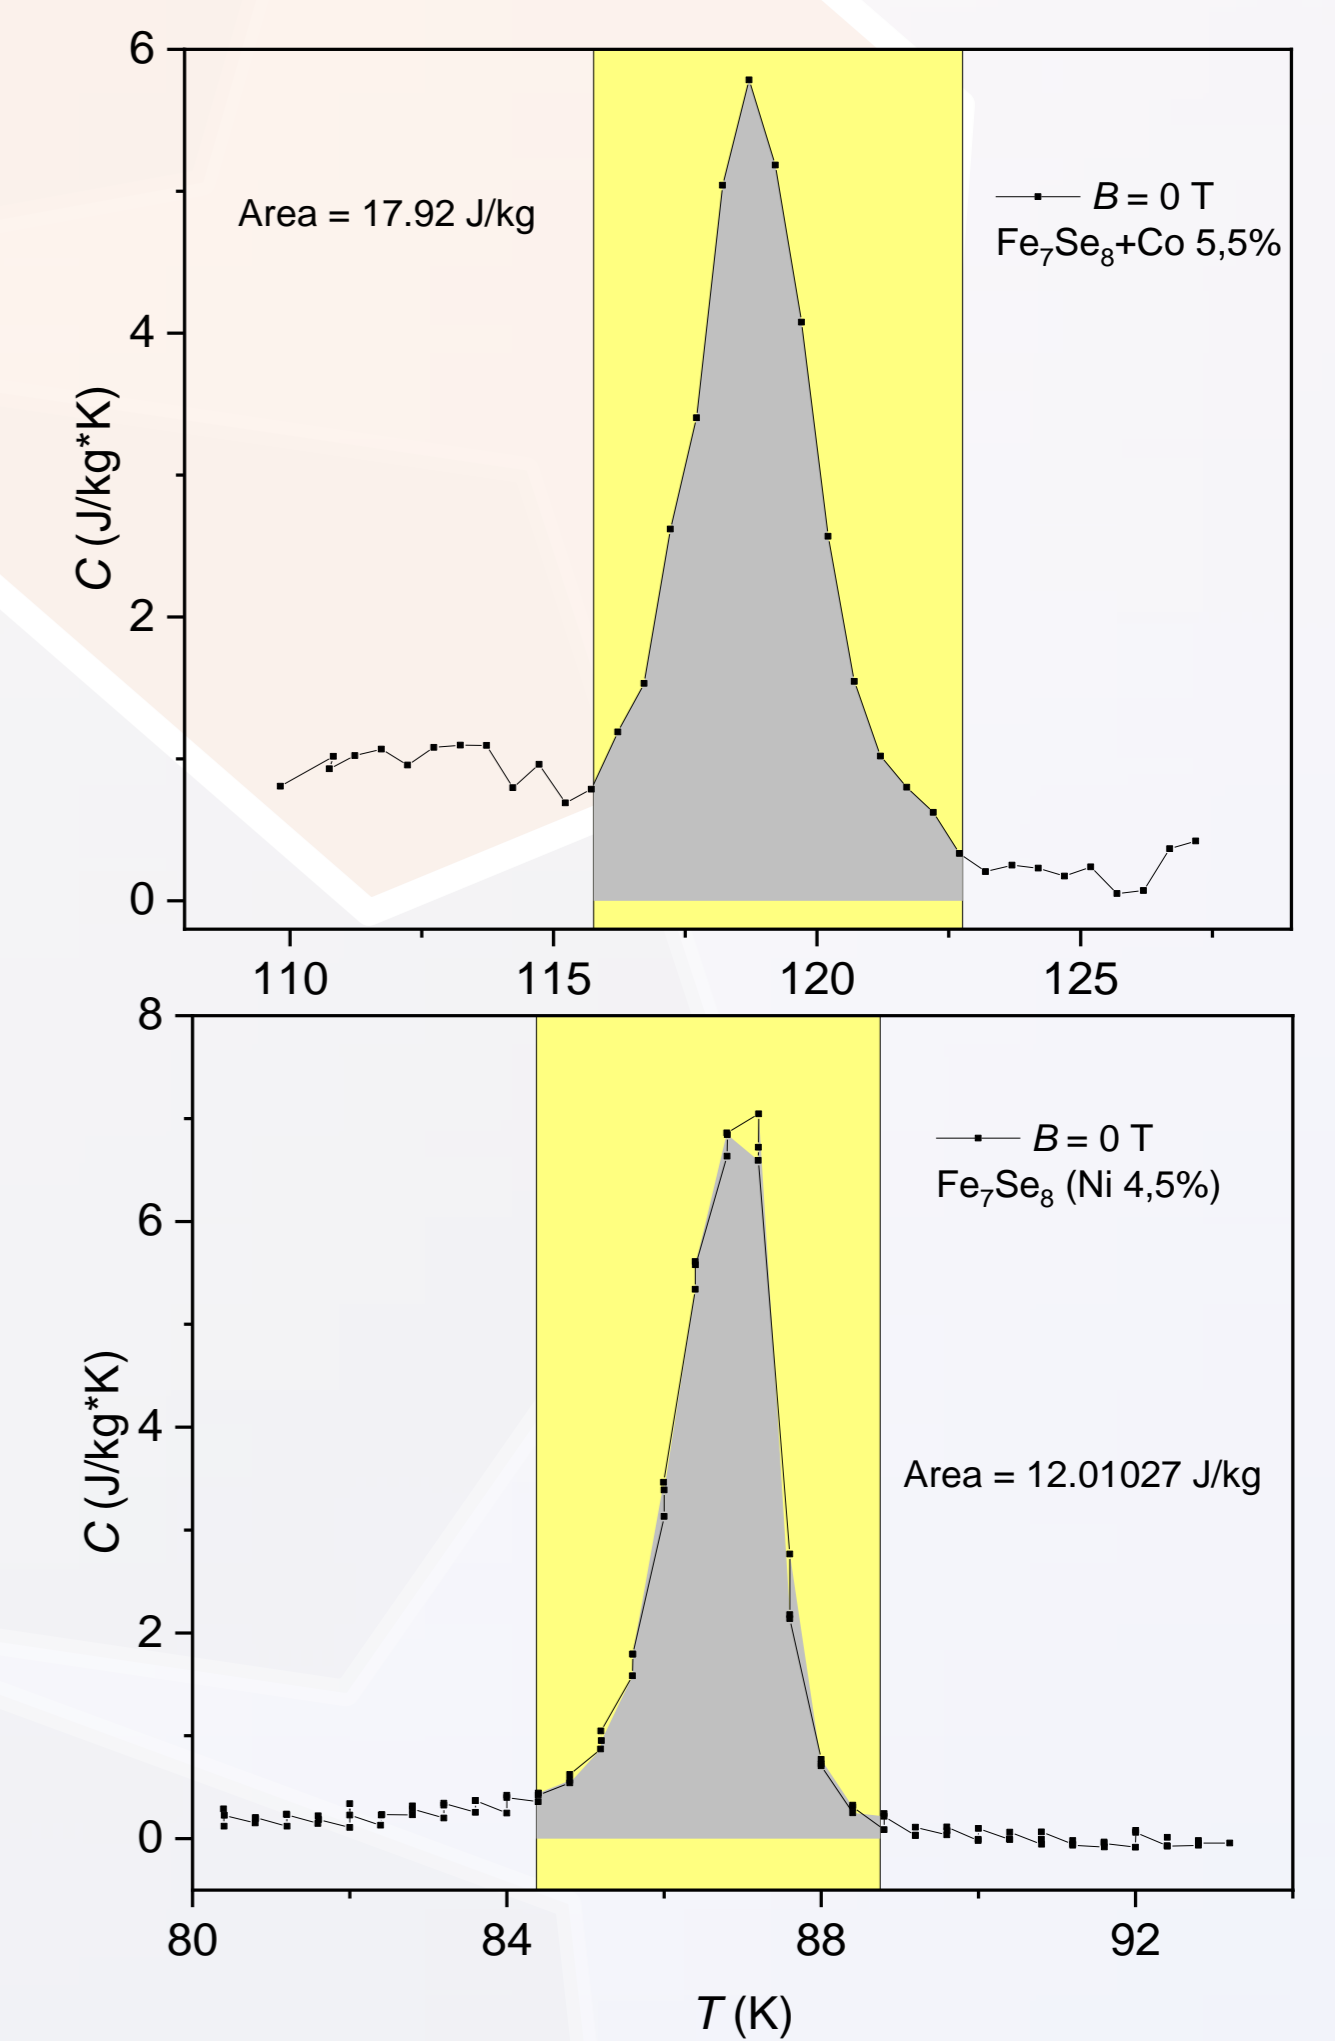 6
Area = 17.92 J/kg
B = 0 T
Fe₇Se₈+Co 5,5%
4
C (J/kg*K)
2
0
110 115 120 125
8
B = 0 T
Fe₇Se₈ (Ni 4,5%)
6
C (J/kg*K)
4
Area = 12.01027 J/kg
2
0
80 84 88 92
T (K)